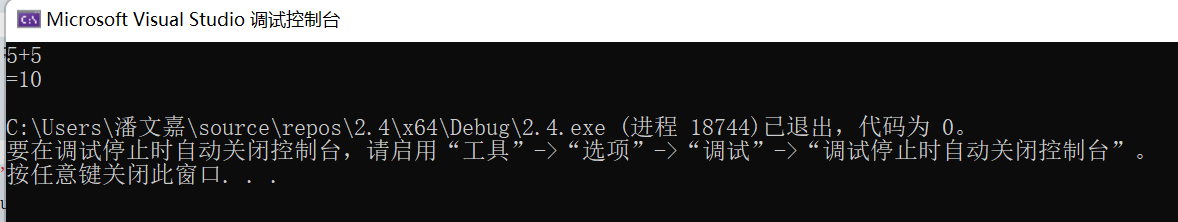 Microsoft Visual Studio 调试控制台
5+5
=10
C:\Users\潘文嘉\source\repos\2.4\x64\Debug\2.4.exe (进程 18744)已退出，代码为 0。
要在调试停止时自动关闭控制台，请启用“工具”->“选项”->“调试”->“调试停止时自动关闭控制台”。
按任意键关闭此窗口. . .